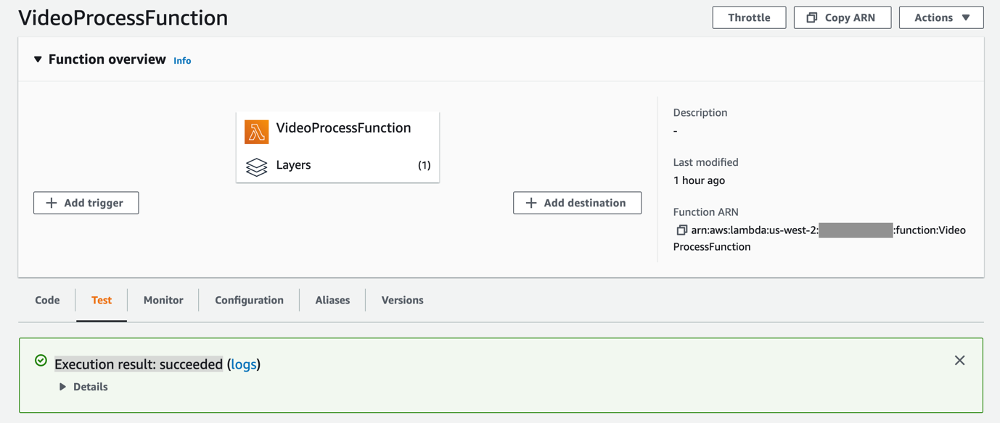 VideoProcessFunction
Throttle
Copy ARN
Actions
Function overview Info
VideoProcessFunction
Layers (1)
Add trigger
Add destination
Description
-
Last modified
1 hour ago
Function ARN
arn:aws:lambda:us-west-2: :function:Video
ProcessFunction
Code
Test
Monitor
Configuration
Aliases
Versions
Execution result: succeeded (logs)
Details